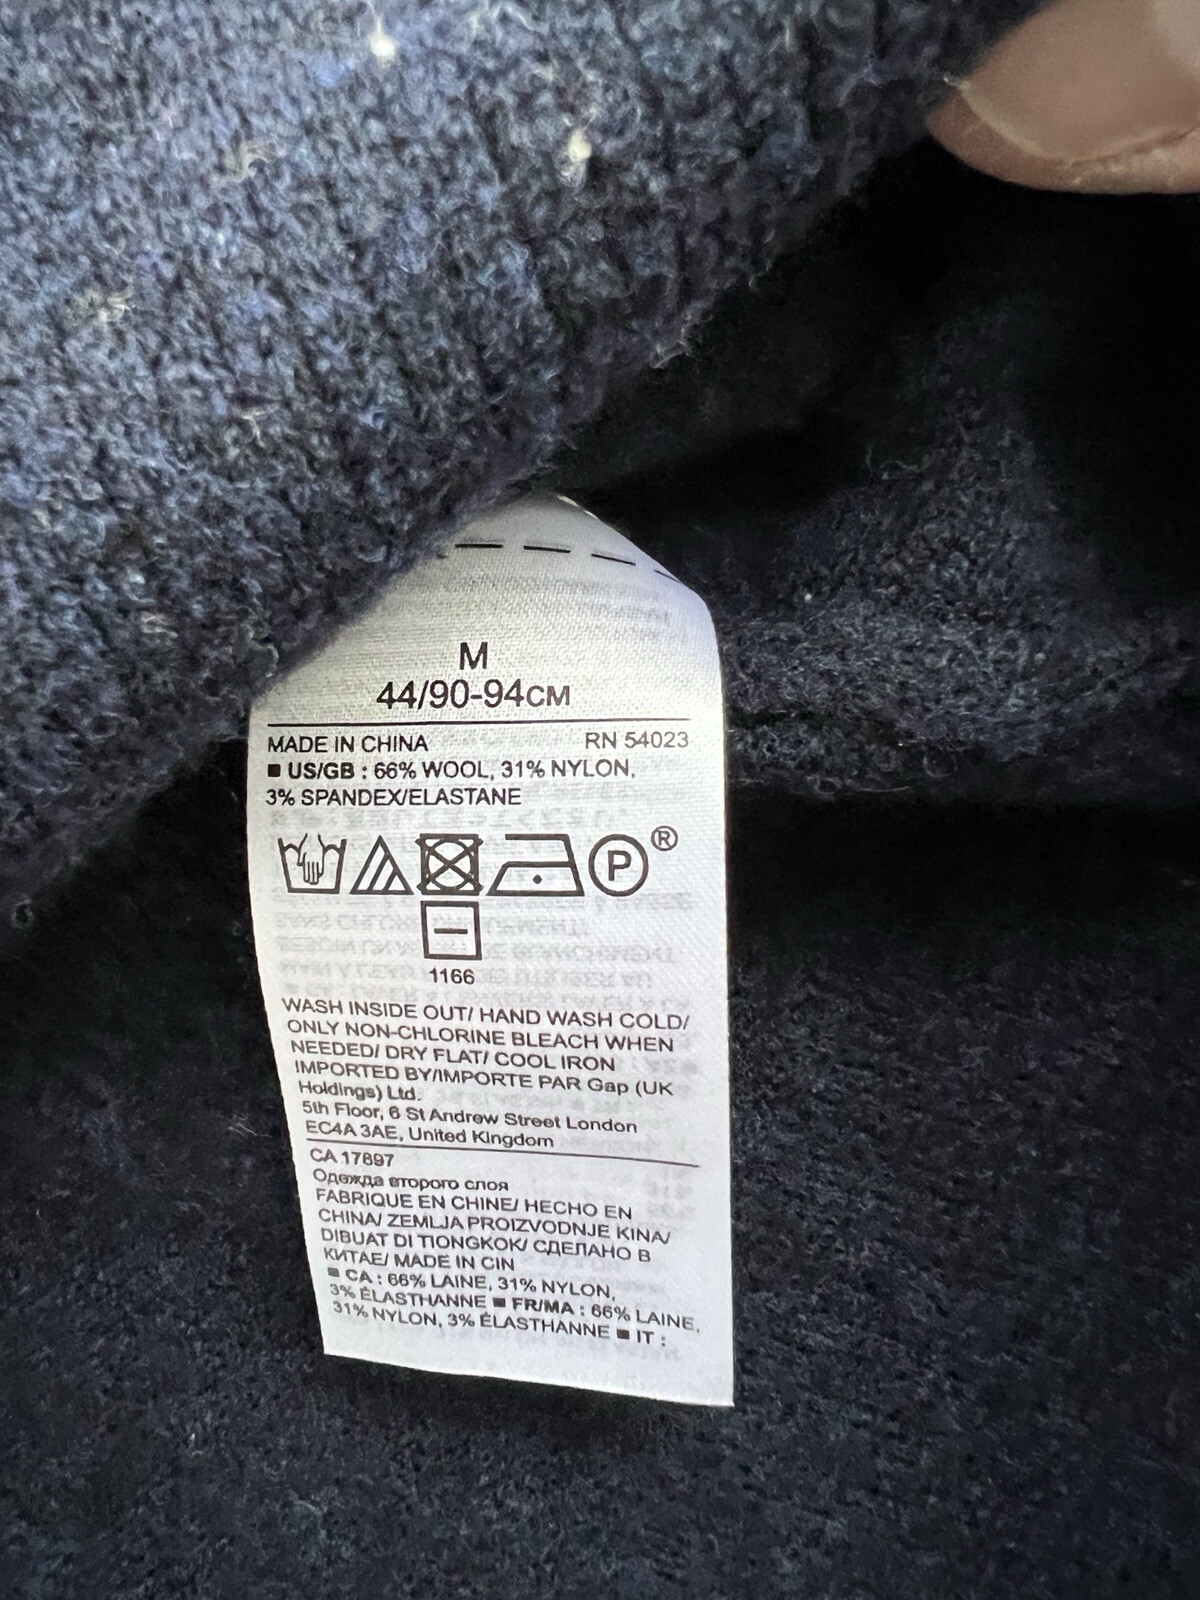 M
44/90-94CM
MADE IN CHINA RN 54023
■ US/GB : 66% WOOL, 31% NYLON,
3% SPANDEX/ELASTANE
P ®
1166
WASH INSIDE OUT/ HAND WASH COLD/
ONLY NON-CHLORINE BLEACH WHEN
NEEDED/ DRY FLAT/ COOL IRON
IMPORTED BY/IMPORTE PAR Gap (UK
Holdings) Ltd.
5th Floor, 6 St Andrew Street London
EC4A 3AE, United Kingdom
CA 17897
Одежда второго слоя
FABRIQUE EN CHINE/ HECHO EN
CHINA/ ZEMLJA PROIZVODNJE KINA/
DIBUAT DI TIONGKOK/ СДЕЛАНО В
КИТАЕ/ MADE IN CIN
■ CA : 66% LAINE, 31% NYLON,
3% ÉLASTHANNE ■ FR/MA : 66% LAINE,
31% NYLON, 3% ÉLASTHANNE ■ IT :